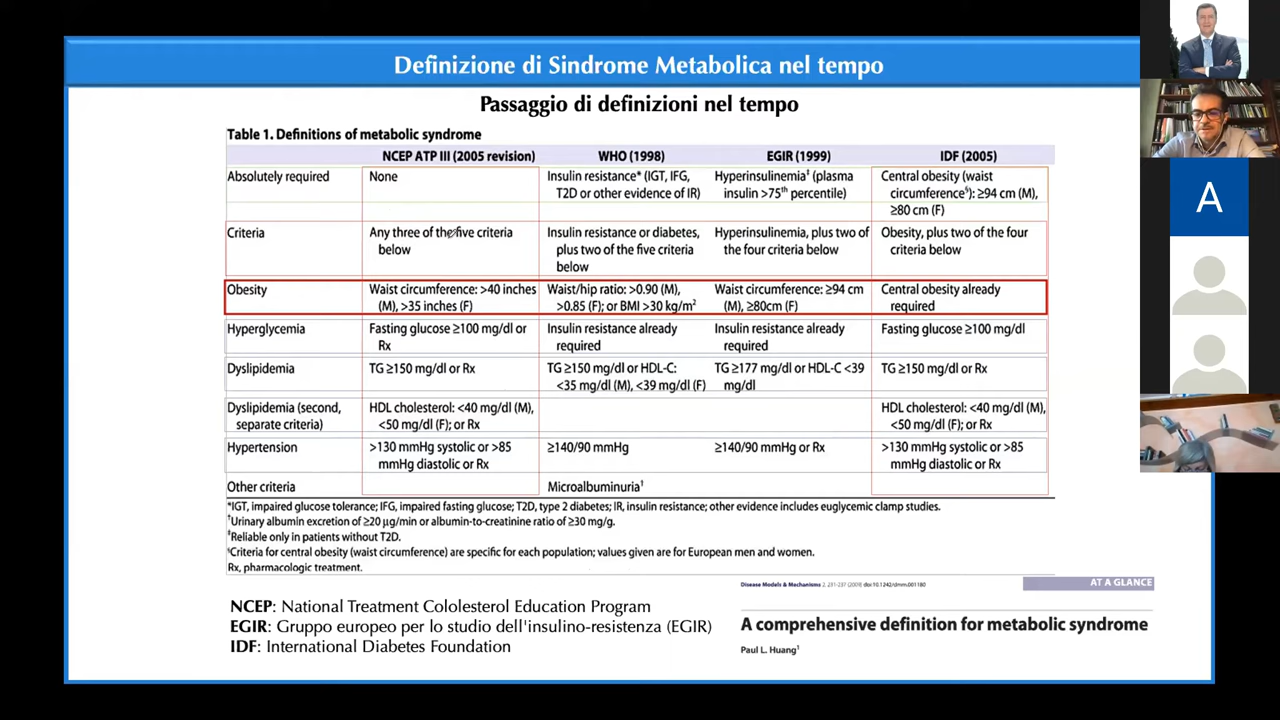 Definizione di Sindrome Metabolica nel tempo
Passaggio di definizioni nel tempo
Table 1. Definitions of metabolic syndrome
NCEP ATP III (2005 revision) WHO (1998) EGIR (1999) IDF (2005)
Absolutely required None Insulin resistance* (IGT, IFG, Hyperinsulinemia‡ (plasma Central obesity (waist
T2D or other evidence of IR) insulin >75th percentile) circumference§): ≥94 cm (M),
≥80 cm (F)
Criteria Any three of the five criteria Insulin resistance or diabetes, Hyperinsulinemia, plus two of Obesity, plus two of the four
below plus two of the five criteria the four criteria below criteria below
below
Obesity Waist circumference: >40 inches Waist/hip ratio: >0.90 (M), Waist circumference: ≥94 cm Central obesity already
(M), >35 inches (F) >0.85 (F); or BMI >30 kg/m² (M), ≥80cm (F) required
Hyperglycemia Fasting glucose ≥100 mg/dl or Insulin resistance already Insulin resistance already Fasting glucose ≥100 mg/dl
Rx required required
Dyslipidemia TG ≥150 mg/dl or Rx TG ≥150 mg/dl or HDL-C: TG ≥177 mg/dl or HDL-C <39 TG ≥150 mg/dl or Rx
<35 mg/dl (M), <39 mg/dl (F) mg/dl
Dyslipidemia (second, HDL cholesterol: <40 mg/dl (M), HDL cholesterol: <40 mg/dl (M),
separate criteria) <50 mg/dl (F); or Rx <50 mg/dl (F); or Rx
Hypertension >130 mmHg systolic or >85 ≥140/90 mmHg ≥140/90 mmHg or Rx >130 mmHg systolic or >85
mmHg diastolic or Rx mmHg diastolic or Rx
Other criteria Microalbuminuria†
*IGT, impaired glucose tolerance; IFG, impaired fasting glucose; T2D, type 2 diabetes; IR, insulin resistance; other evidence includes euglycemic clamp studies.
†Urinary albumin excretion of ≥20 μg/min or albumin-to-creatinine ratio of ≥30 mg/g.
‡Reliable only in patients without T2D.
§Criteria for central obesity (waist circumference) are specific for each population; values given are for European men and women.
Rx, pharmacologic treatment.
Disease Models & Mechanisms 2, 231-237 (2009) doi:10.1242/dmm.001180
AT A GLANCE
NCEP: National Treatment Cololesterol Education Program
EGIR: Gruppo europeo per lo studio dell'insulino-resistenza (EGIR)
IDF: International Diabetes Foundation
A comprehensive definition for metabolic syndrome
Paul L. Huang¹
A